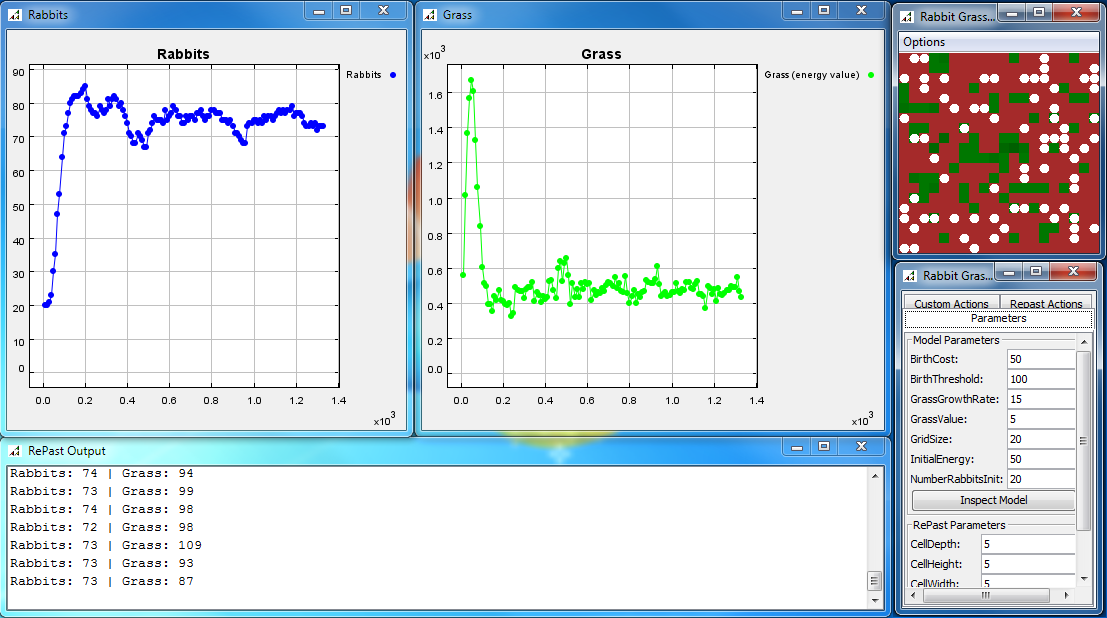 Rabbits
Rabbits
90
80
70
60
50
40
30
20
10
0
0.0 0.2 0.4 0.6 0.8 1.0 1.2 1.4
x10³
Rabbits
Grass
x10³
Grass
1.6
1.4
1.2
1.0
0.8
0.6
0.4
0.2
0.0
0.0 0.2 0.4 0.6 0.8 1.0 1.2 1.4
x10³
Grass (energy value)
Rabbit Grass...
Options
RePast Output
Rabbits: 74 | Grass: 94
Rabbits: 73 | Grass: 99
Rabbits: 74 | Grass: 98
Rabbits: 72 | Grass: 98
Rabbits: 73 | Grass: 109
Rabbits: 73 | Grass: 93
Rabbits: 73 | Grass: 87
Rabbit Gras...
Custom Actions Repast Actions
Parameters
Model Parameters
BirthCost: 50
BirthThreshold: 100
GrassGrowthRate: 15
GrassValue: 5
GridSize: 20
InitialEnergy: 50
NumberRabbitsInit: 20
Inspect Model
RePast Parameters
CellDepth: 5
CellHeight: 5
CellWidth: 5